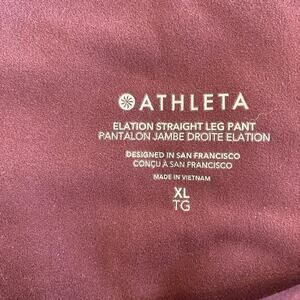 ATHLETA
ELATION STRAIGHT LEG PANT
PANTALON JAMBE DROITE ELATION
DESIGNED IN SAN FRANCISCO
CONÇU À SAN FRANCISCO
MADE IN VIETNAM
XL
TG